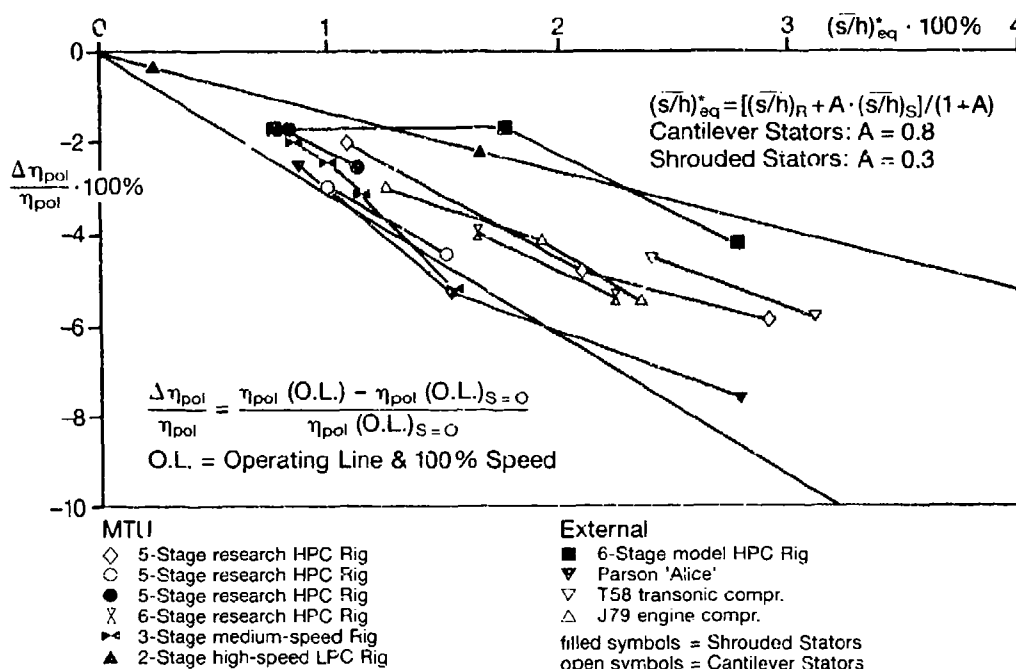 0 1 2 3 (s/h)*eq · 100% 4
0
-2
-4
-6
-8
-10
Δηpol / ηpol · 100%
(s/h)*eq = [(s/h)R + A · (s/h)S]/(1+A)
Cantilever Stators: A = 0.8
Shrouded Stators: A = 0.3
Δηpol / ηpol = ηpol (O.L.) − ηpol (O.L.)S=O / ηpol (O.L.)S=O
O.L. = Operating Line & 100% Speed
MTU
5-Stage research HPC Rig
5-Stage research HPC Rig
5-Stage research HPC Rig
6-Stage research HPC Rig
3-Stage medium-speed Rig
2-Stage high-speed LPC Rig
External
6-Stage model HPC Rig
Parson 'Alice'
T58 transonic compr.
J79 engine compr.
filled symbols = Shrouded Stators
open symbols = Cantilever Stators